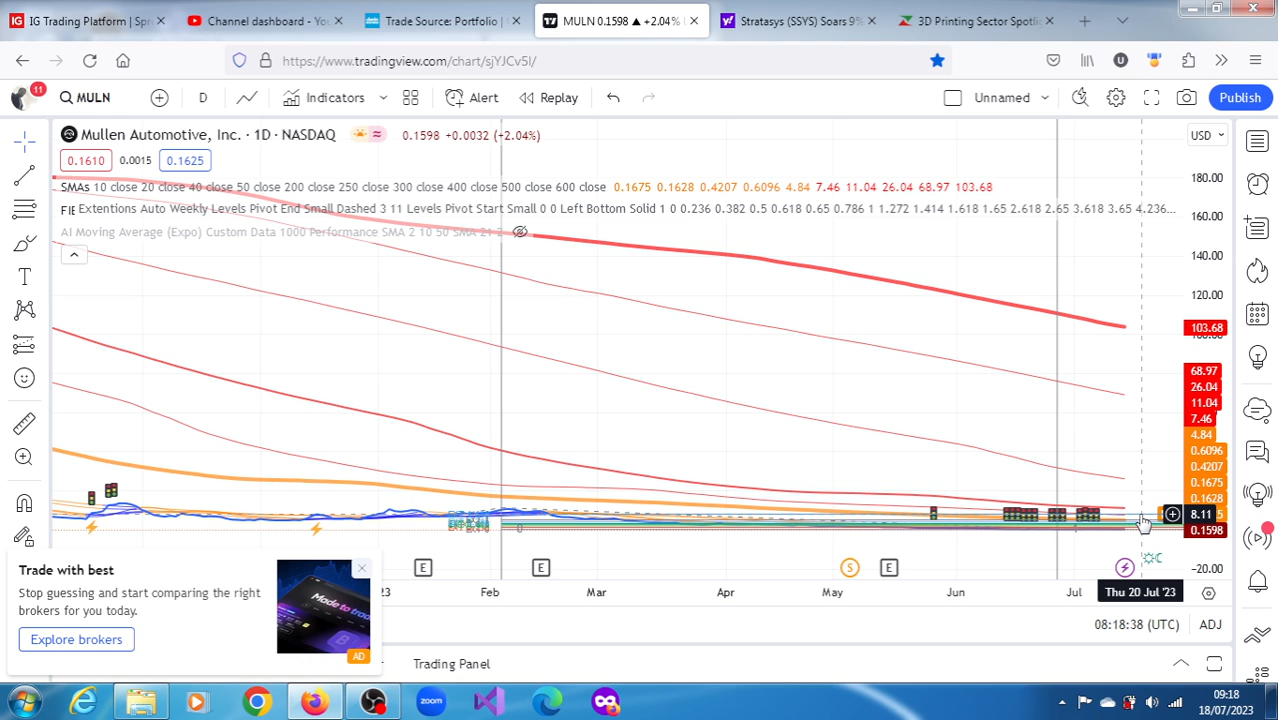 IG Trading Platform | Spr
Channel dashboard - Yo
Trade Source: Portfolio |
MULN 0.1598 ▲ +2.04%
Stratasys (SSYS) Soars 9%
3D Printing Sector Spotli
https://www.tradingview.com/chart/sjYJCv5I/
11
MULN
D
Indicators
Alert
Replay
Unnamed
Publish
Mullen Automotive, Inc. · 1D · NASDAQ
0.1598 +0.0032 (+2.04%)
USD
0.1610
0.0015
0.1625
SMAs 10 close 20 close 40 close 50 close 200 close 250 close 300 close 400 close 500 close 600 close 0.1675 0.1628 0.4207 0.6096 4.84 7.46 11.04 26.04 68.97 103.68
Extentions Auto Weekly Levels Pivot End Small Dashed 3 11 Levels Pivot Start Small 0 0 Left Bottom Solid 1 0 0.236 0.382 0.5 0.618 0.65 0.786 1 1.272 1.414 1.618 1.65 2.618 2.65 3.618 3.65 4.236...
AI Moving Average (Expo) Custom Data 1000 Performance SMA 2 10 50 SMA 21 2
180.00
160.00
140.00
120.00
103.68
68.97
26.04
11.04
7.46
4.84
0.6096
0.4207
0.1675
0.1628
8.11
0.1598
-20.00
E
E
S
E
23
Feb
Mar
Apr
May
Jun
Jul
Thu 20 Jul '23
08:18:38 (UTC)
ADJ
Trade with best
Stop guessing and start comparing the right
brokers for you today.
Explore brokers
Made to trad
AD
Trading Panel
zoom
09:18
18/07/2023